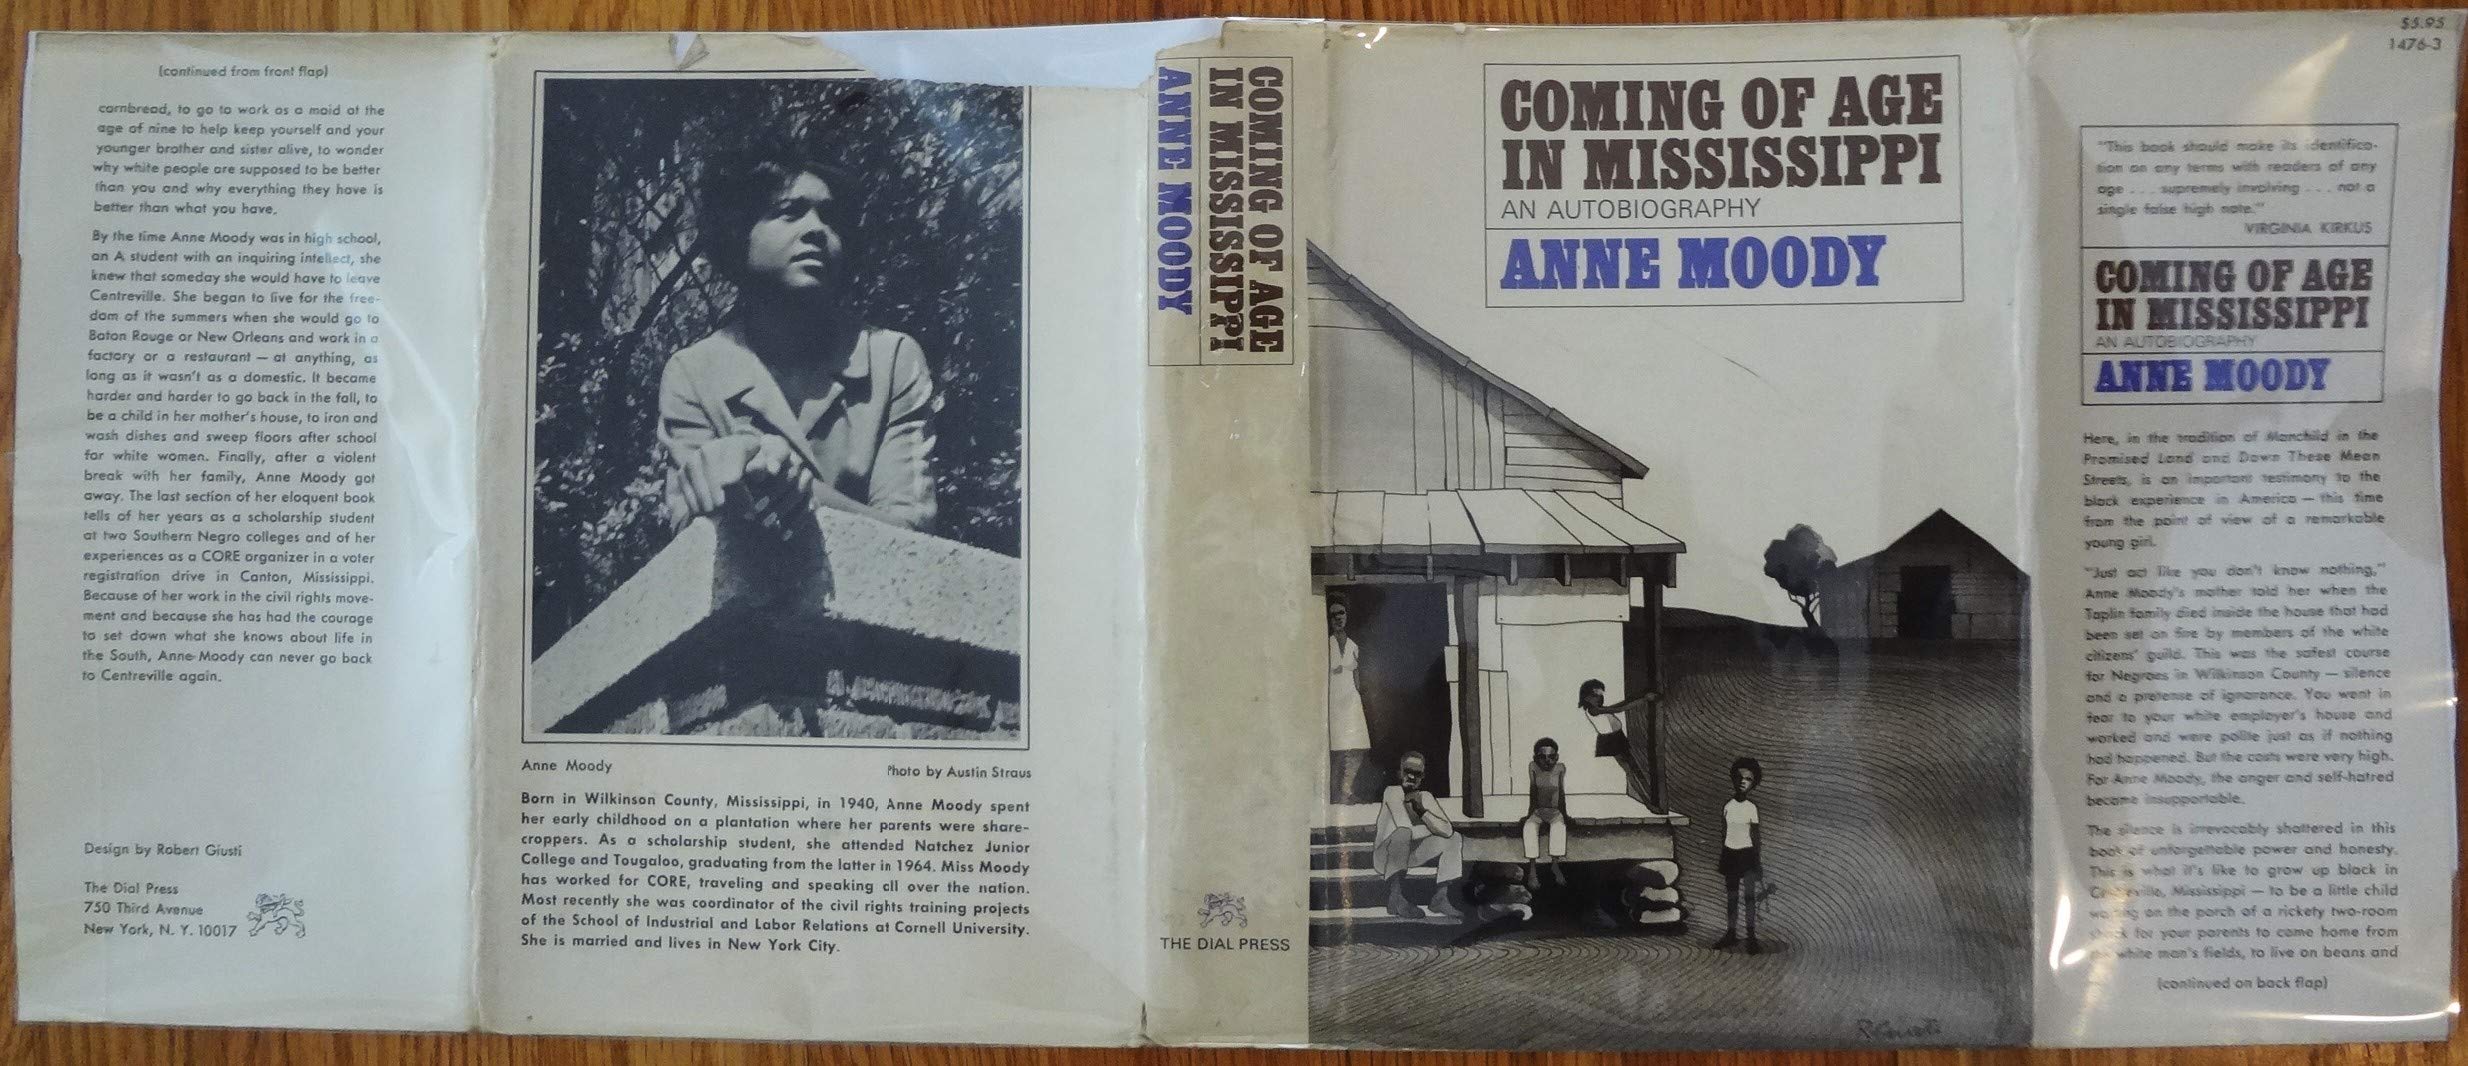 (continued from front flap)
cornbread, to go to work as a maid at the
age of nine to help keep yourself and your
younger brother and sister alive, to wonder
why white people are supposed to be better
than you and why everything they have is
better than what you have.
By the time Anne Moody was in high school,
an A student with an inquiring intellect, she
knew that someday she would have to leave
Centreville. She began to live for the free-
dom of the summers when she would go to
Baton Rouge or New Orleans and work in a
factory or a restaurant — at anything, as
long as it wasn't as a domestic. It became
harder and harder to go back in the fall, to
be a child in her mother's house, to iron and
wash dishes and sweep floors after school
for white women. Finally, after a violent
break with her family, Anne Moody got
away. The last section of her eloquent book
tells of her years as a scholarship student
at two Southern Negro colleges and of her
experiences as a CORE organizer in a voter
registration drive in Canton, Mississippi.
Because of her work in the civil rights move-
ment and because she has had the courage
to set down what she knows about life in
the South, Anne Moody can never go back
to Centreville again.
Design by Robert Giusti
The Dial Press
750 Third Avenue
New York, N. Y. 10017
Anne Moody
Photo by Austin Straus
Born in Wilkinson County, Mississippi, in 1940, Anne Moody spent
her early childhood on a plantation where her parents were share-
croppers. As a scholarship student, she attended Natchez Junior
College and Tougaloo, graduating from the latter in 1964. Miss Moody
has worked for CORE, traveling and speaking all over the nation.
Most recently she was coordinator of the civil rights training projects
of the School of Industrial and Labor Relations at Cornell University.
She is married and lives in New York City.
COMING OF AGE
IN MISSISSIPPI
ANNE MOODY
THE DIAL PRESS
COMING OF AGE
IN MISSISSIPPI
AN AUTOBIOGRAPHY
ANNE MOODY
R. Giusti
$5.95
1476-3
"This book should make its identifica-
tion on any terms with readers of any
age . . . supremely involving . . . not a
single false high note."
VIRGINIA KIRKUS
COMING OF AGE
IN MISSISSIPPI
AN AUTOBIOGRAPHY
ANNE MOODY
Here, in the tradition of Manchild in the
Promised Land and Down These Mean
Streets, is an important testimony to the
black experience in America — this time
from the point of view of a remarkable
young girl.
"Just act like you don't know nothing,"
Anne Moody's mother told her when the
Taplin family died inside the house that had
been set on fire by members of the white
citizens' guild. This was the safest course
for Negroes in Wilkinson County — silence
and a pretense of ignorance. You went in
fear to your white employer's house and
worked and were polite just as if nothing
had happened. But the costs were very high.
For Anne Moody, the anger and self-hatred
became insupportable.
The silence is irrevocably shattered in this
book of unforgettable power and honesty.
This is what it's like to grow up black in
Centreville, Mississippi — to be a little child
waiting on the porch of a rickety two-room
shack for your parents to come home from
the white man's fields, to live on beans and
(continued on back flap)